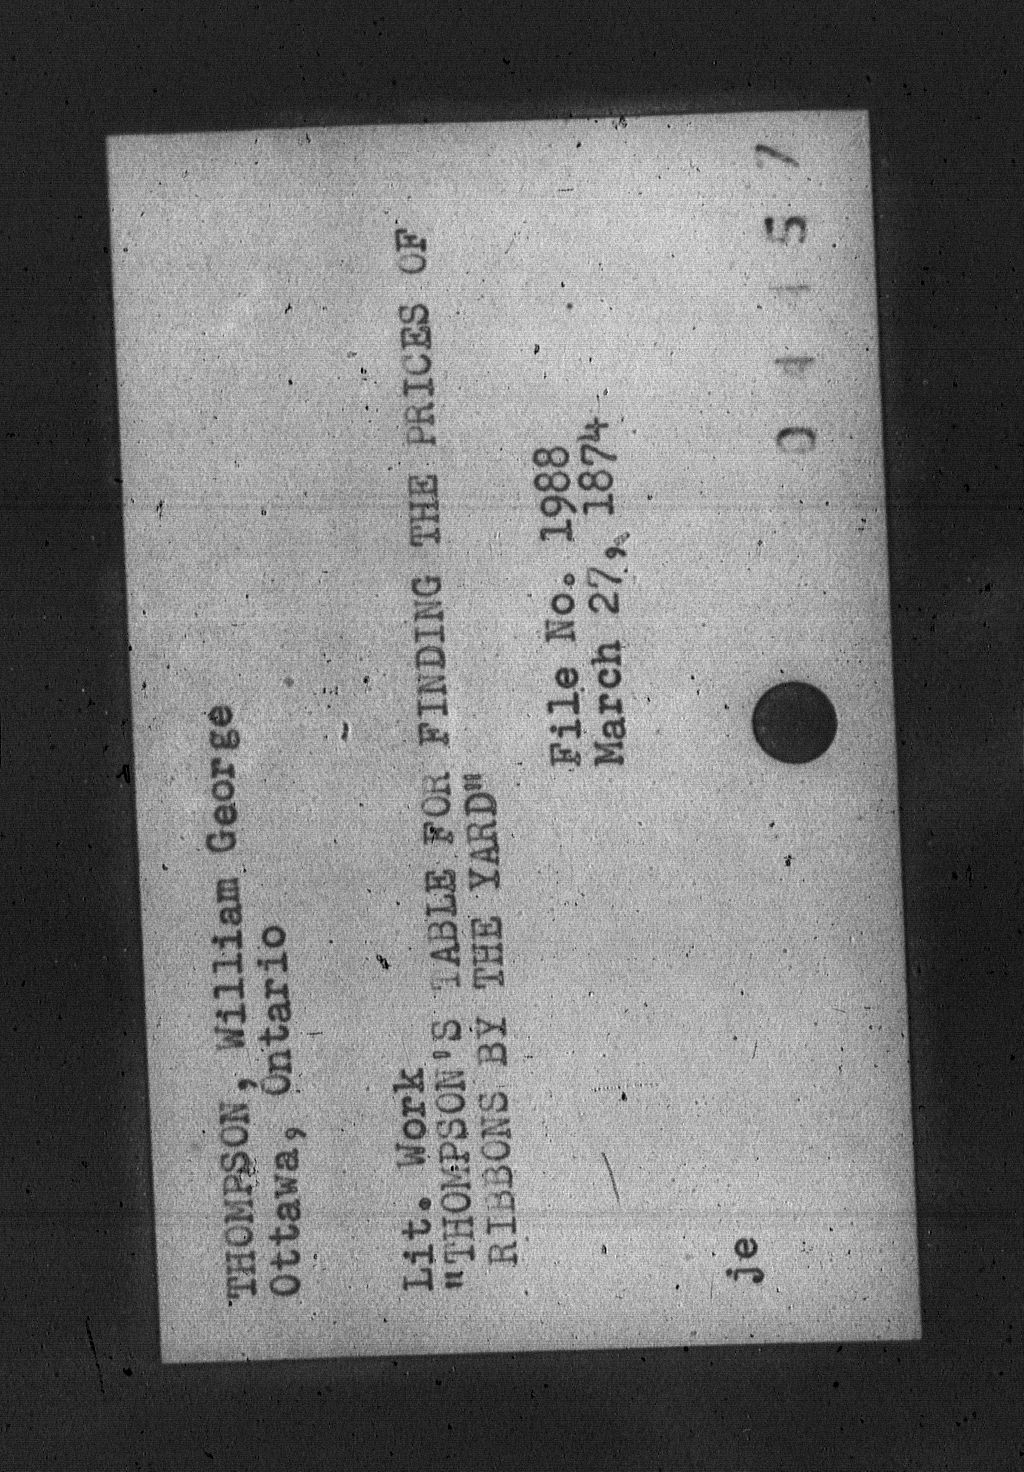 THOMPSON, William George
Ottawa, Ontario
Lit. Work
"THOMPSON'S TABLE FOR FINDING THE PRICES OF
RIBBONS BY THE YARD"
File No. 1988
March 27, 1874
je
0 4 1 5 7